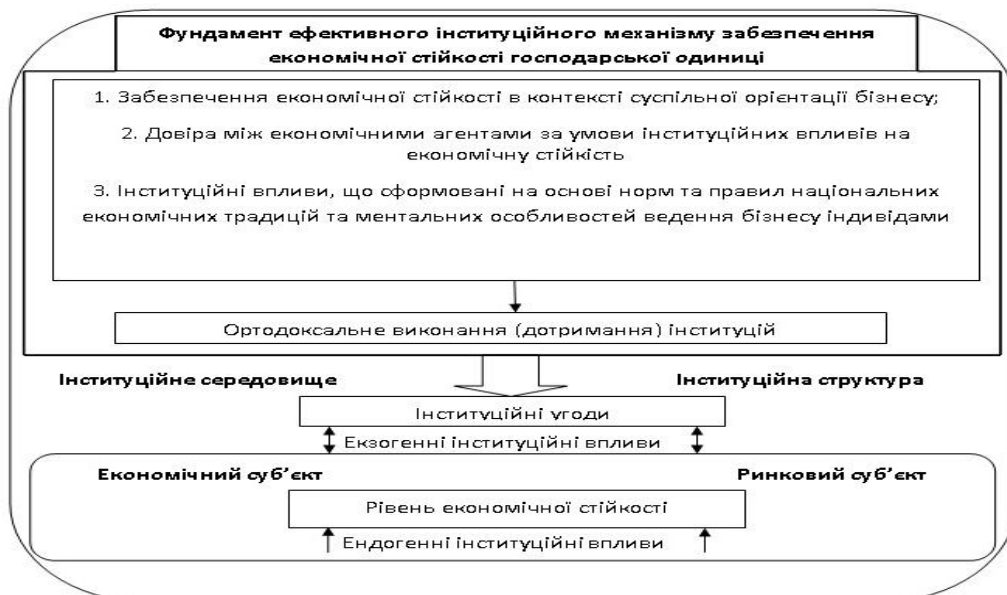 Фундамент ефективного інституційного механізму забезпечення
економічної стійкості господарської одиниці
1. Забезпечення економічної стійкості в контексті суспільної орієнтації бізнесу;
2. Довіра між економічними агентами за умови інституційних впливів на
економічну стійкість
3. Інституційні впливи, що сформовані на основі норм та правил національних
економічних традицій та ментальних особливостей ведення бізнесу індивідами
Ортодоксальне виконання (дотримання) інституцій
Інституційне середовище
Інституційна структура
Інституційні угоди
Екзогенні інституційні впливи
Економічний суб’єкт
Ринковий суб’єкт
Рівень економічної стійкості
Ендогенні інституційні впливи